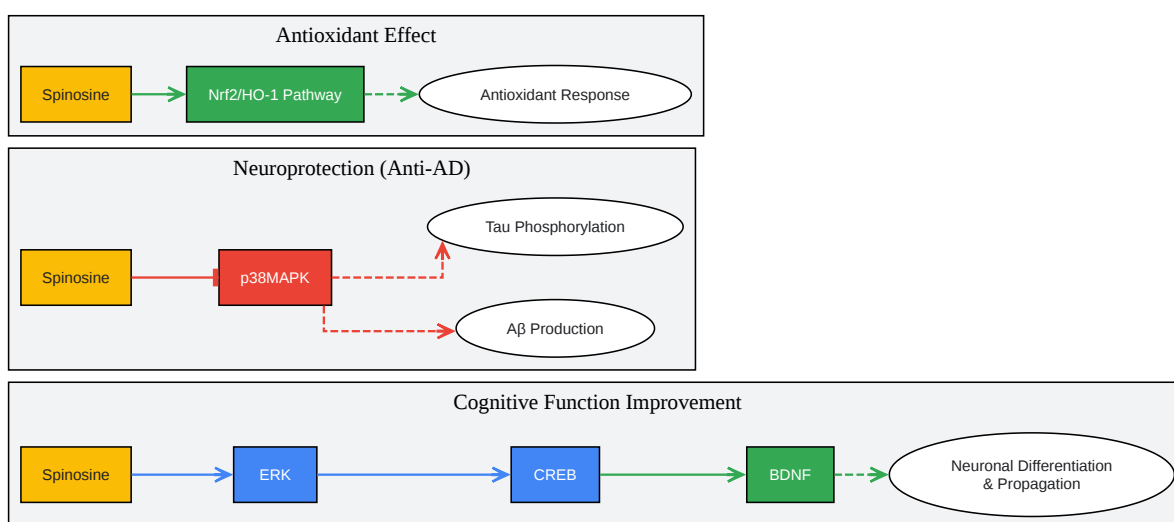 Antioxidant Effect
Spinosine
Nrf2/HO-1 Pathway
Antioxidant Response
Neuroprotection (Anti-AD)
Tau Phosphorylation
Spinosine
p38MAPK
Aβ Production
Cognitive Function Improvement
Spinosine
ERK
CREB
BDNF
Neuronal Differentiation
& Propagation